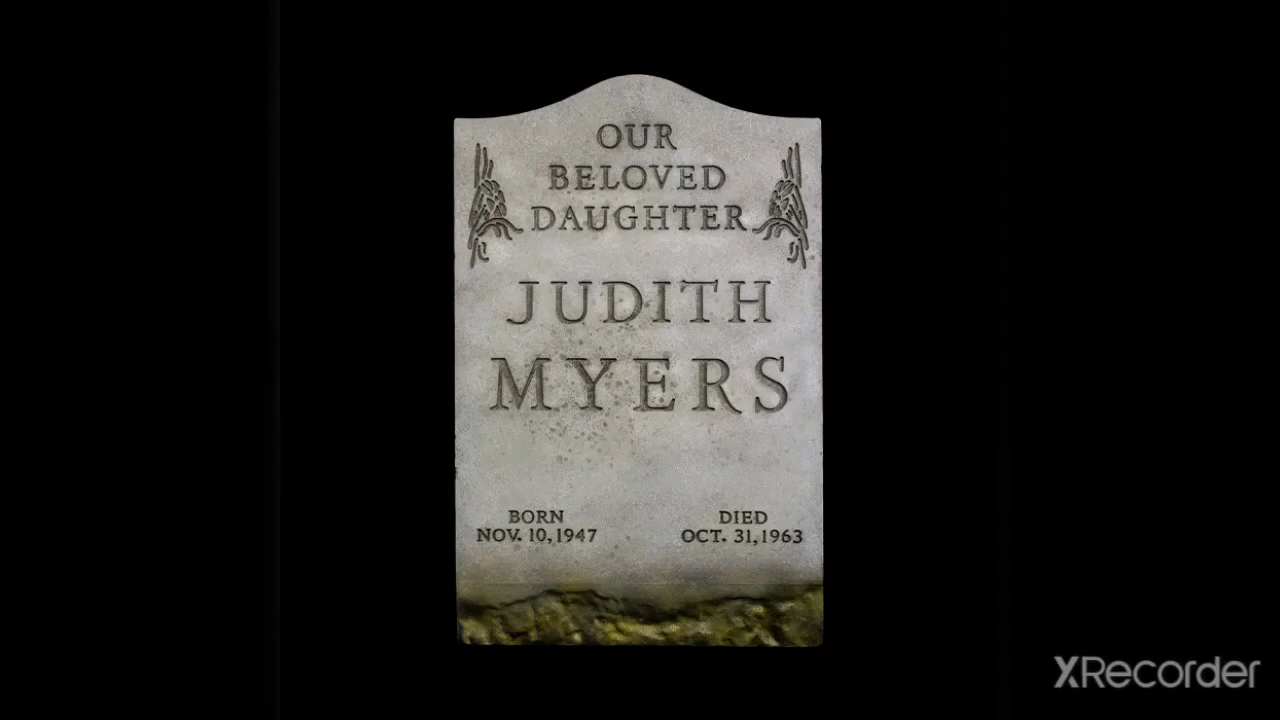 OUR
BELOVED
DAUGHTER
JUDITH
MYERS
BORN
NOV. 10, 1947
DIED
OCT. 31, 1963
XRecorder